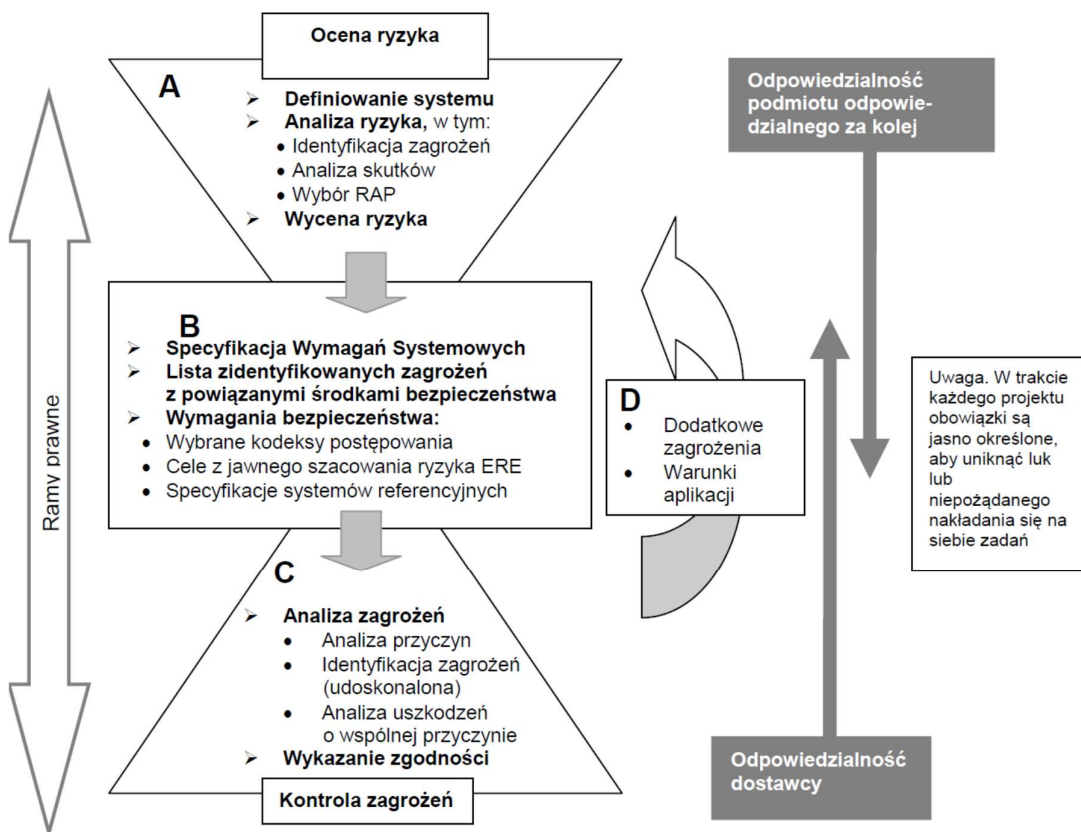 Ocena ryzyka
A
➢ Definiowanie systemu
➢ Analiza ryzyka, w tym:
• Identyfikacja zagrożeń
• Analiza skutków
• Wybór RAP
➢ Wycena ryzyka
B
➢ Specyfikacja Wymagań Systemowych
➢ Lista zidentyfikowanych zagrożeń
z powiązanymi środkami bezpieczeństwa
➢ Wymagania bezpieczeństwa:
• Wybrane kodeksy postępowania
• Cele z jawnego szacowania ryzyka ERE
• Specyfikacje systemów referencyjnych
C
➢ Analiza zagrożeń
• Analiza przyczyn
• Identyfikacja zagrożeń
(udoskonalona)
• Analiza uszkodzeń
o wspólnej przyczynie
➢ Wykazanie zgodności
Kontrola zagrożeń
Ramy prawne
D
• Dodatkowe
zagrożenia
• Warunki
aplikacji
Odpowiedzialność
podmiotu odpowie-
dzialnego za kolej
Uwaga. W trakcie
każdego projektu
obowiązki są
jasno określone,
aby uniknąć luk
lub
niepożądanego
nakładania się na
siebie zadań
Odpowiedzialność
dostawcy